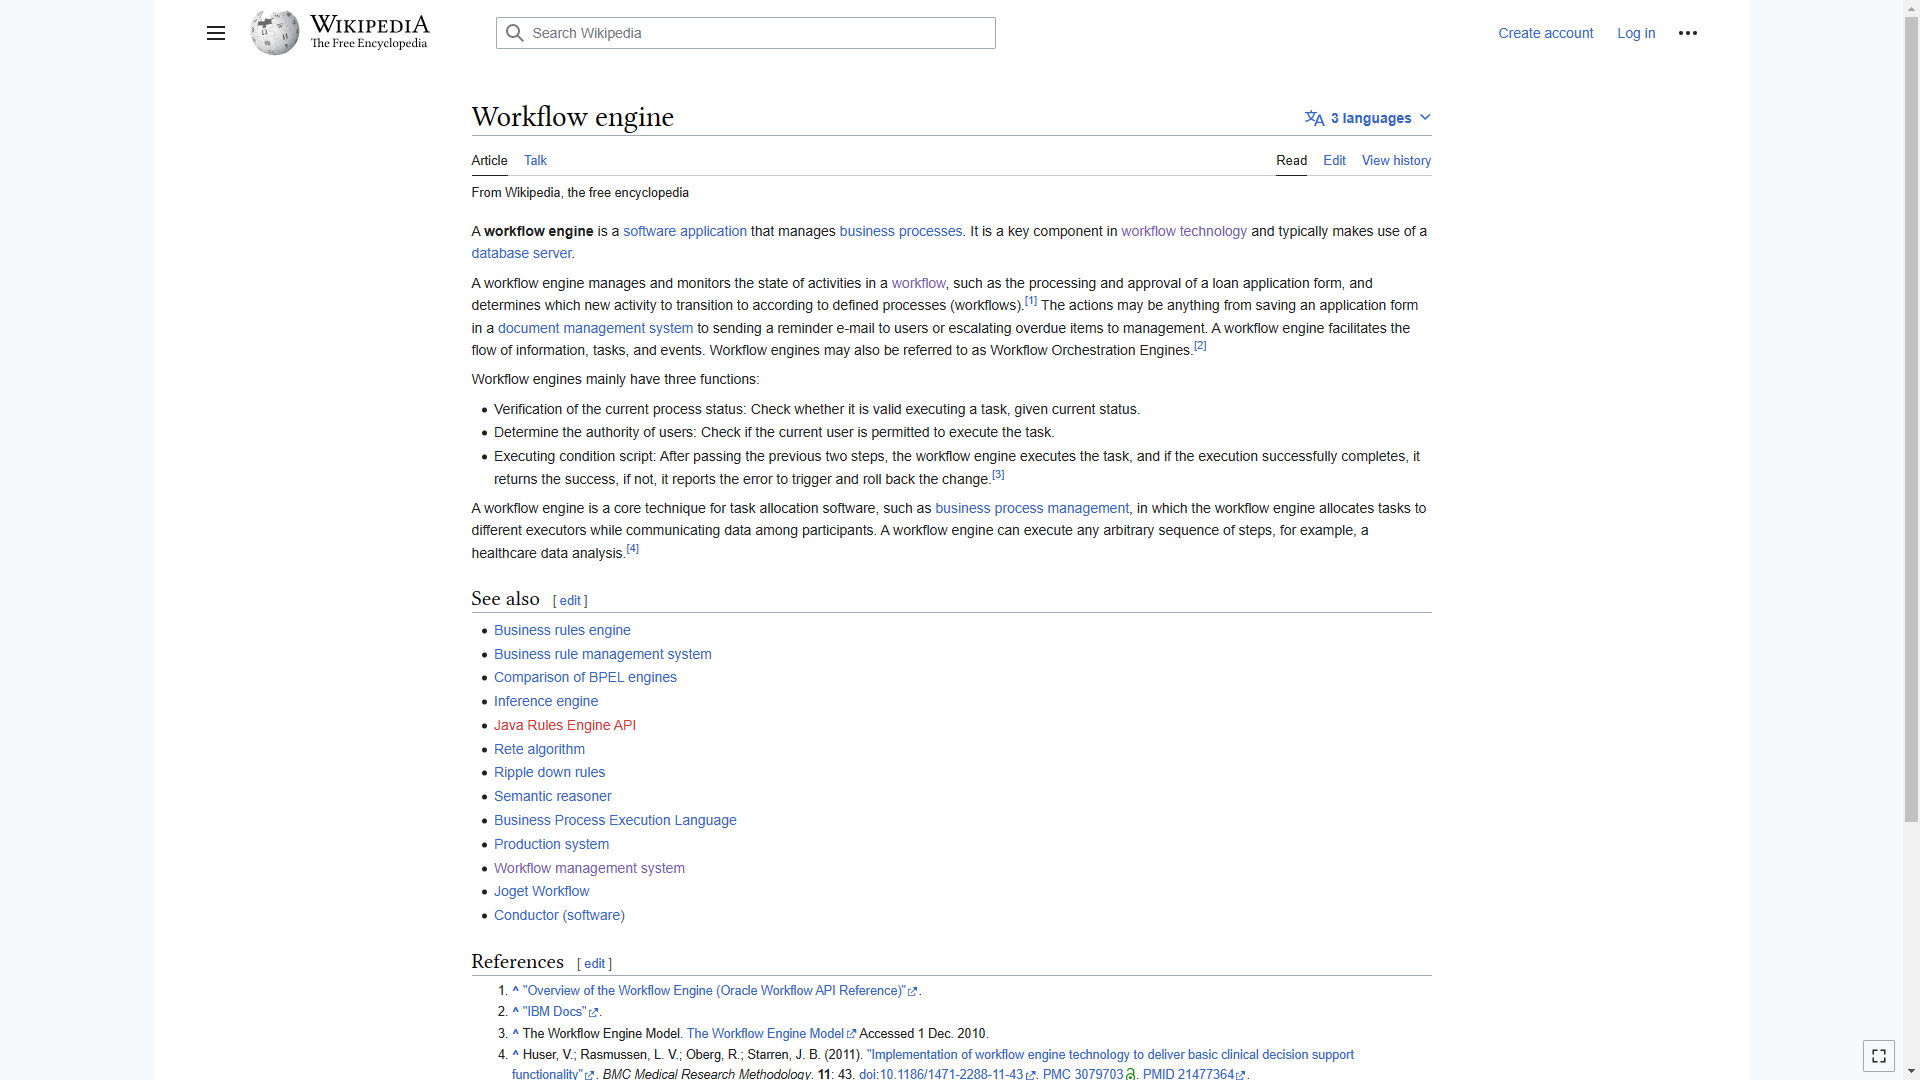 WIKIPEDIA
The Free Encyclopedia
Search Wikipedia
Create account
Log in
Workflow engine
3 languages
Article
Talk
Read
Edit
View history
From Wikipedia, the free encyclopedia
A workflow engine is a software application that manages business processes. It is a key component in workflow technology and typically makes use of a
database server.
A workflow engine manages and monitors the state of activities in a workflow, such as the processing and approval of a loan application form, and
determines which new activity to transition to according to defined processes (workflows).[1] The actions may be anything from saving an application form
in a document management system to sending a reminder e-mail to users or escalating overdue items to management. A workflow engine facilitates the
flow of information, tasks, and events. Workflow engines may also be referred to as Workflow Orchestration Engines.[2]
Workflow engines mainly have three functions:
• Verification of the current process status: Check whether it is valid executing a task, given current status.
• Determine the authority of users: Check if the current user is permitted to execute the task.
• Executing condition script: After passing the previous two steps, the workflow engine executes the task, and if the execution successfully completes, it
returns the success, if not, it reports the error to trigger and roll back the change.[3]
A workflow engine is a core technique for task allocation software, such as business process management, in which the workflow engine allocates tasks to
different executors while communicating data among participants. A workflow engine can execute any arbitrary sequence of steps, for example, a
healthcare data analysis.[4]
See also [ edit ]
• Business rules engine
• Business rule management system
• Comparison of BPEL engines
• Inference engine
• Java Rules Engine API
• Rete algorithm
• Ripple down rules
• Semantic reasoner
• Business Process Execution Language
• Production system
• Workflow management system
• Joget Workflow
• Conductor (software)
References [ edit ]
1. ^ "Overview of the Workflow Engine (Oracle Workflow API Reference)".
2. ^ "IBM Docs".
3. ^ The Workflow Engine Model. The Workflow Engine Model Accessed 1 Dec. 2010.
4. ^ Huser, V.; Rasmussen, L. V.; Oberg, R.; Starren, J. B. (2011). "Implementation of workflow engine technology to deliver basic clinical decision support
functionality". BMC Medical Research Methodology. 11: 43. doi:10.1186/1471-2288-11-43. PMC 3079703. PMID 21477364.